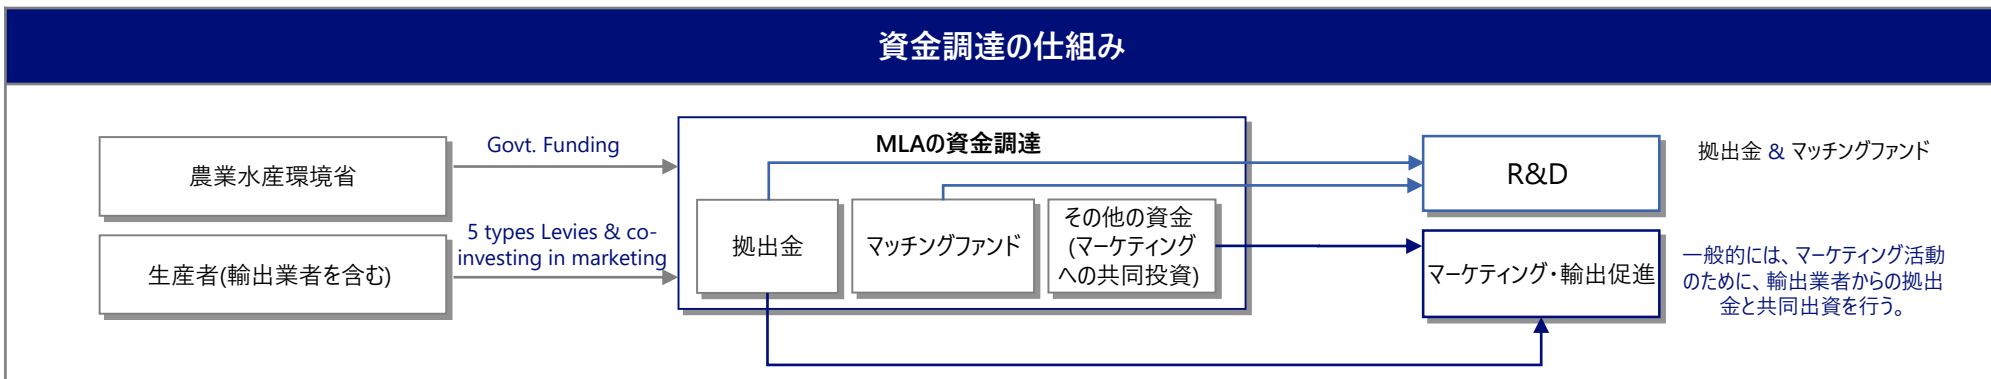 資金調達の仕組み
農業水産環境省
Govt. Funding
生産者(輸出業者を含む)
5 types Levies & co-
investing in marketing
MLAの資金調達
拠出金
マッチングファンド
その他の資金
(マーケティング
への共同投資)
R&D
拠出金 & マッチングファンド
マーケティング・輸出促進
一般的には、マーケティング活動
のために、輸出業者からの拠出
金と共同出資を行う。